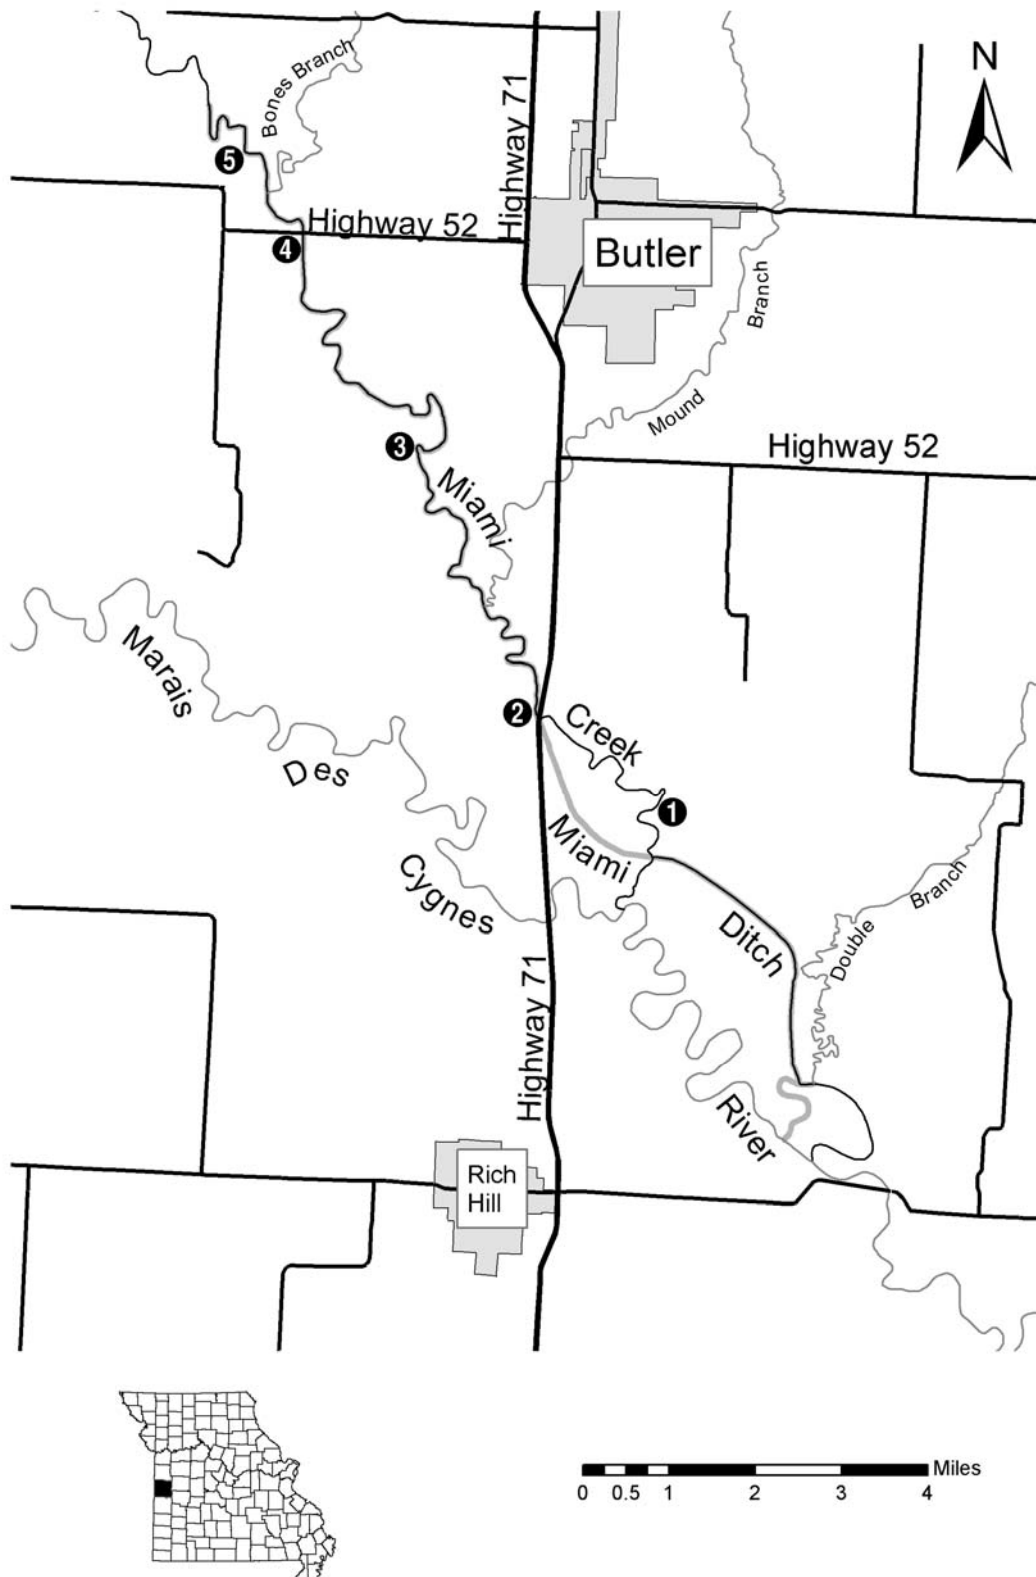 N
Bones Branch
Highway 71
5
Highway 52
4
Butler
Branch
Mound
3
Highway 52
Miami
Marais
Des
Cygnes
2
Creek
1
Miami
Ditch
Branch
Double
Highway 71
River
Rich
Hill
Miles
0 0.5 1 2 3 4